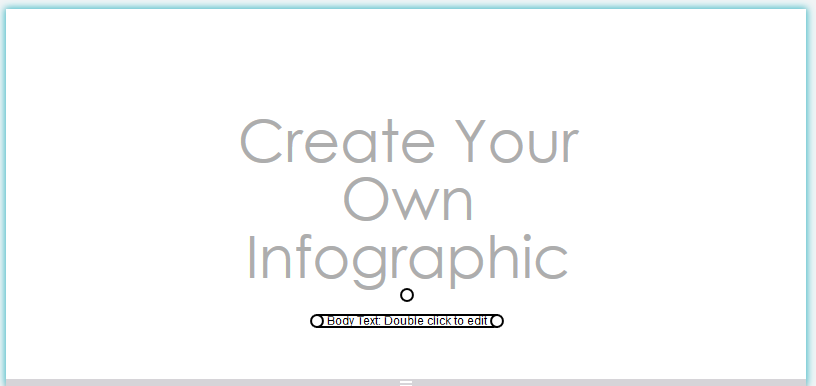 Create Your
Own
Infographic
Body Text: Double click to edit